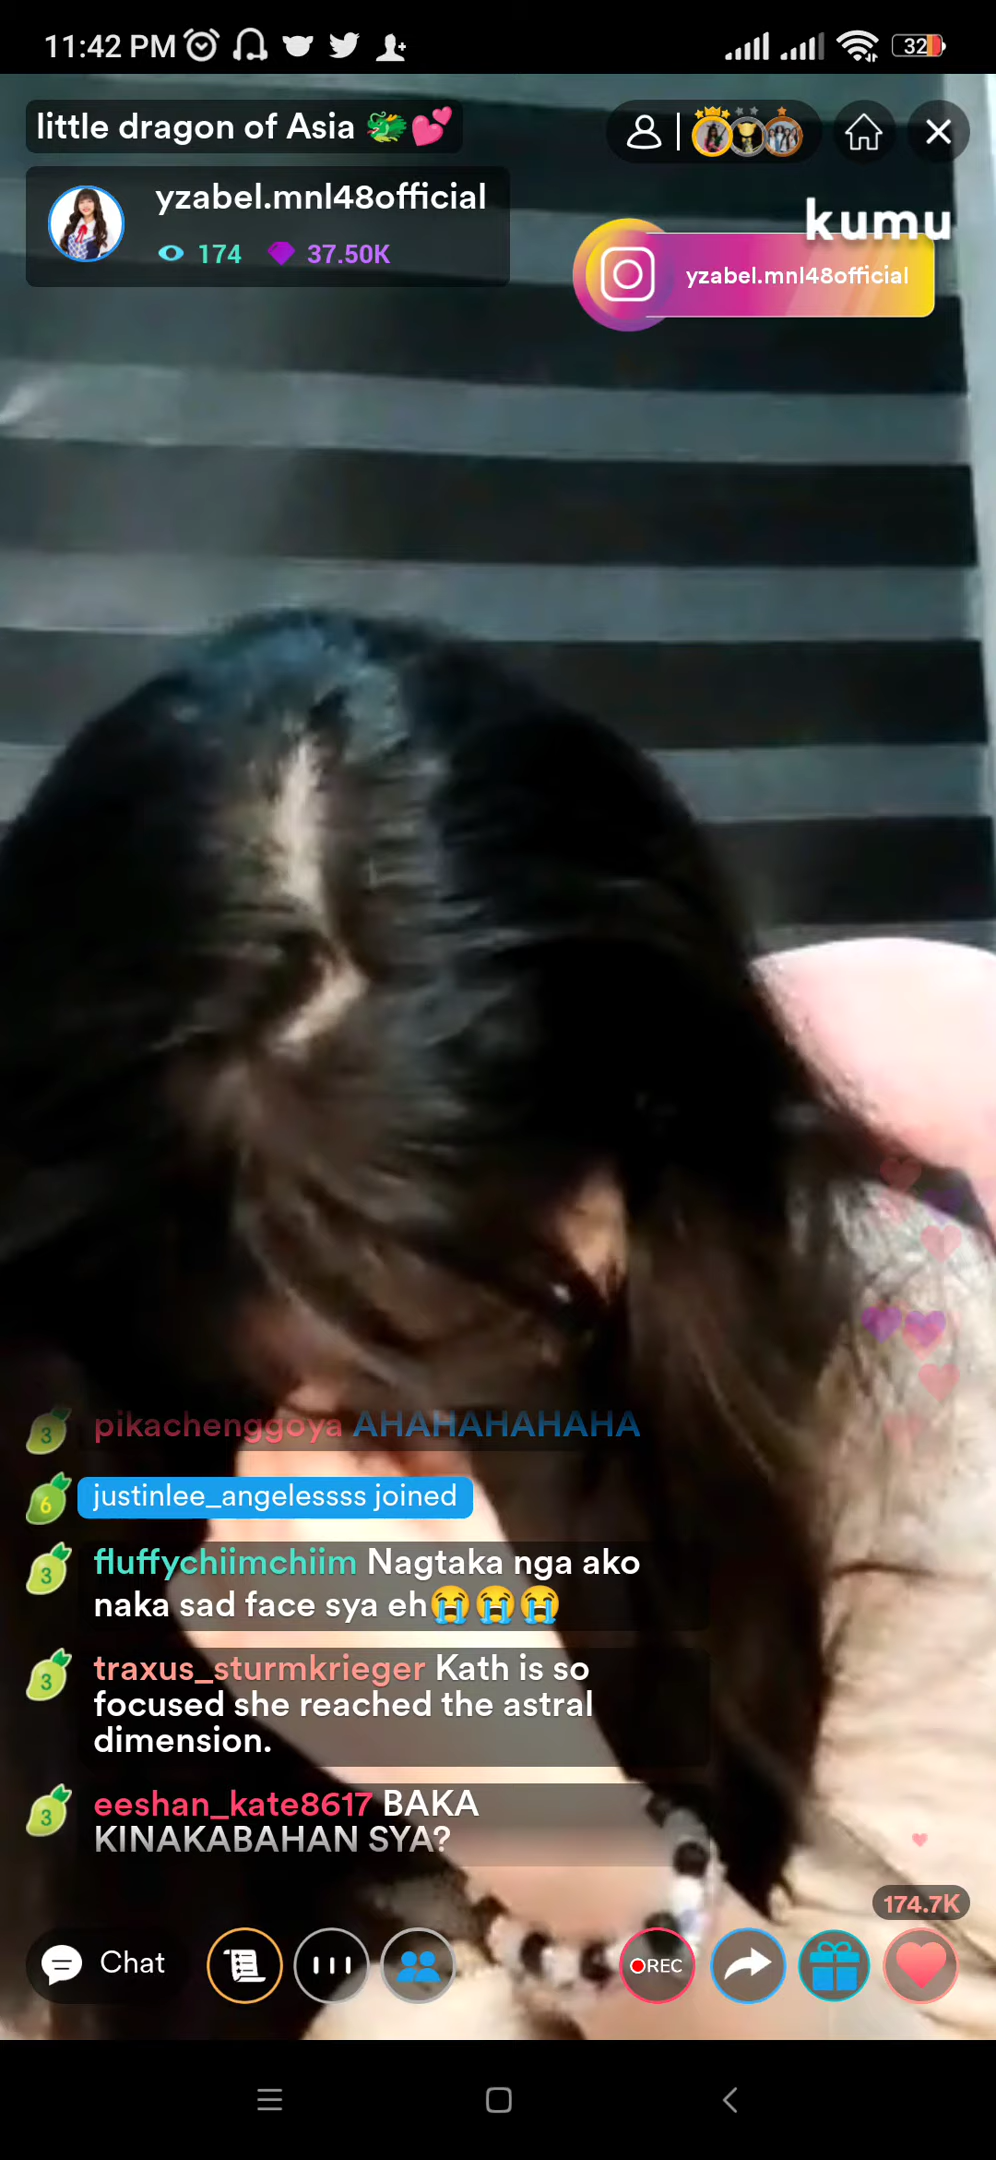 11:42 PM
32
little dragon of Asia 🐉💕
yzabel.mnl48official
174 37.50K
kumu
yzabel.mnl48official
3 pikachenggoya AHAHAHAHAHA
6 justinlee_angelessss joined
3 fluffychiimchiim Nagtaka nga ako
naka sad face sya eh😭😭😭
3 traxus_sturmkrieger Kath is so
focused she reached the astral
dimension.
3 eeshan_kate8617 BAKA
KINAKABAHAN SYA?
174.7K
Chat
REC